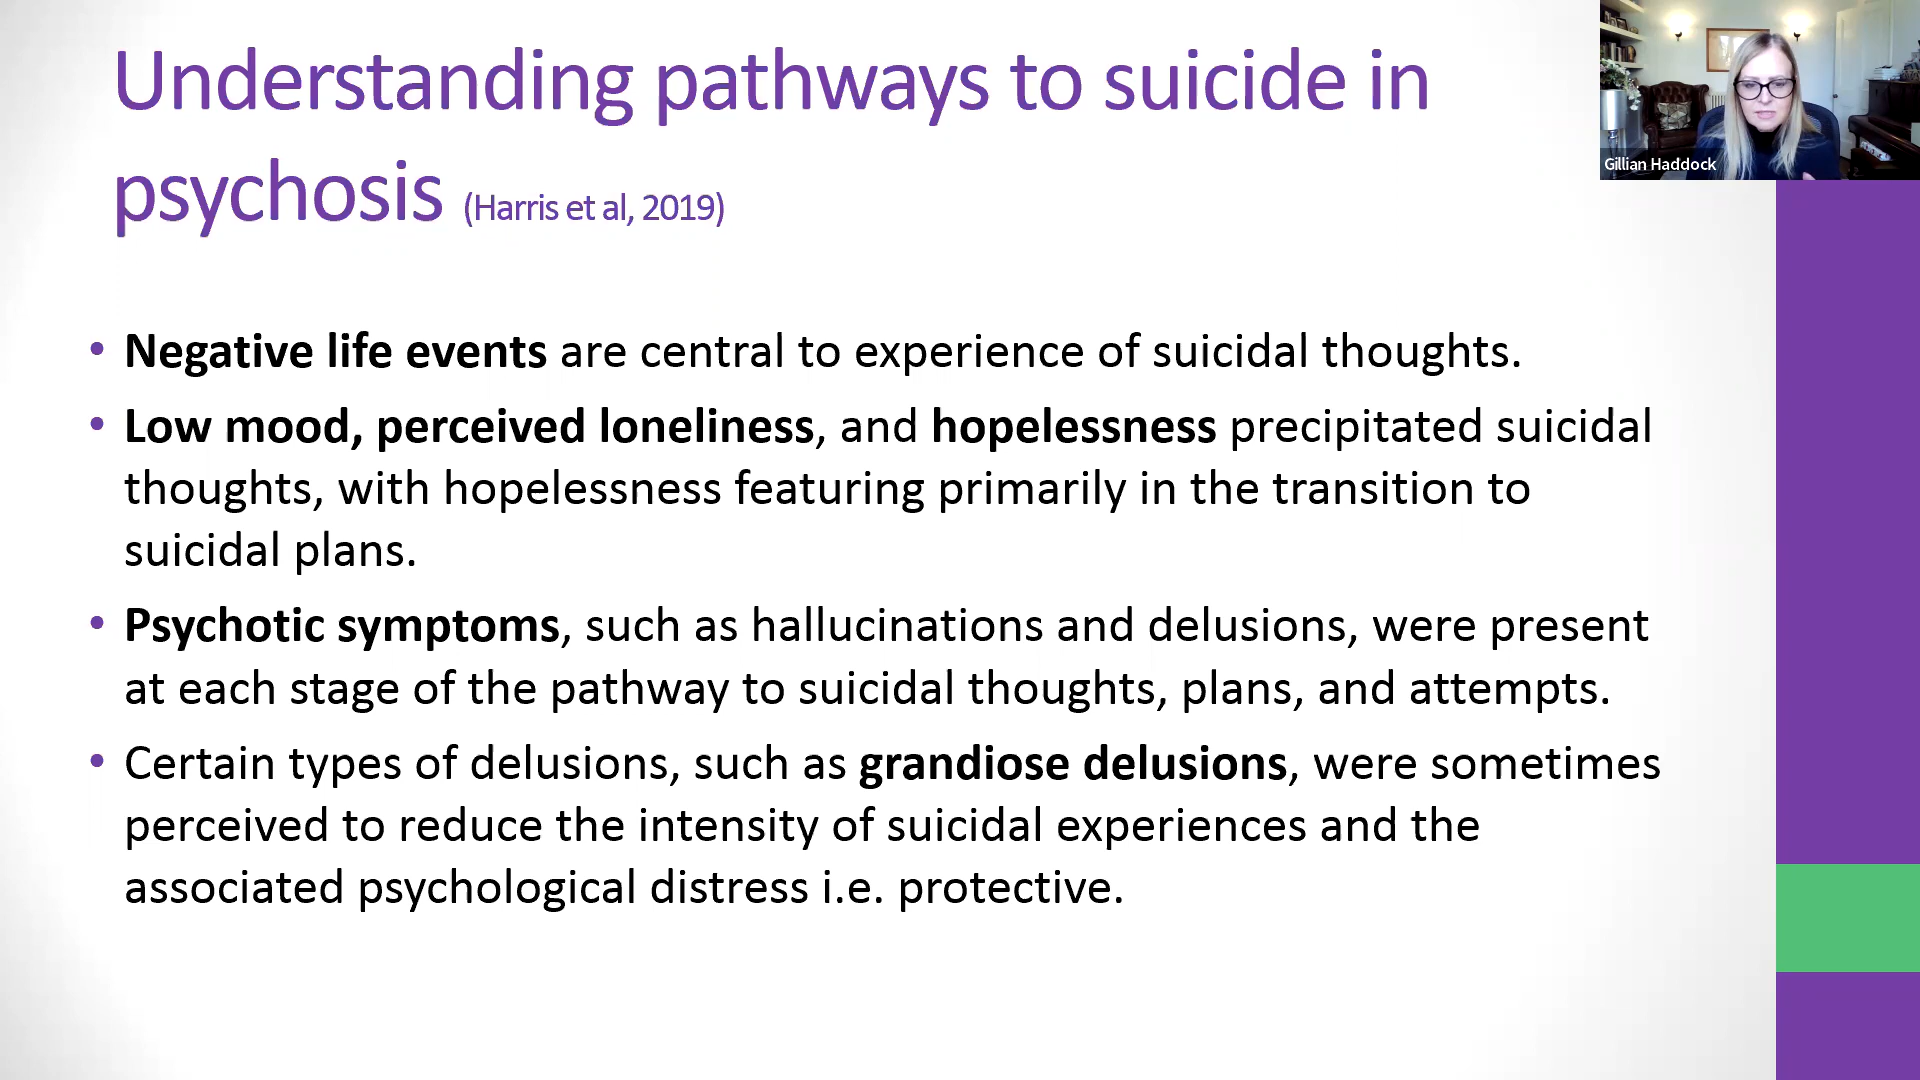 Understanding pathways to suicide in
psychosis (Harris et al, 2019)
Gillian Haddock
• Negative life events are central to experience of suicidal thoughts.
• Low mood, perceived loneliness, and hopelessness precipitated suicidal
thoughts, with hopelessness featuring primarily in the transition to
suicidal plans.
• Psychotic symptoms, such as hallucinations and delusions, were present
at each stage of the pathway to suicidal thoughts, plans, and attempts.
• Certain types of delusions, such as grandiose delusions, were sometimes
perceived to reduce the intensity of suicidal experiences and the
associated psychological distress i.e. protective.